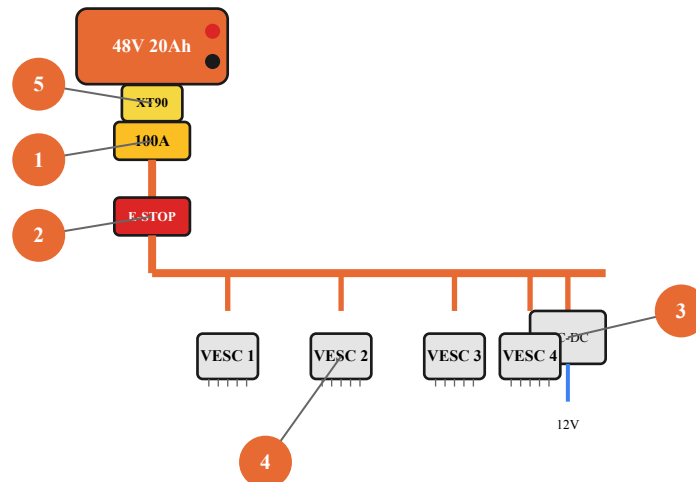 48V 20Ah
5
XT90
100A
1
E-STOP
2
3
C-DC
VESC 1
VESC 2
VESC 3
VESC 4
12V
4